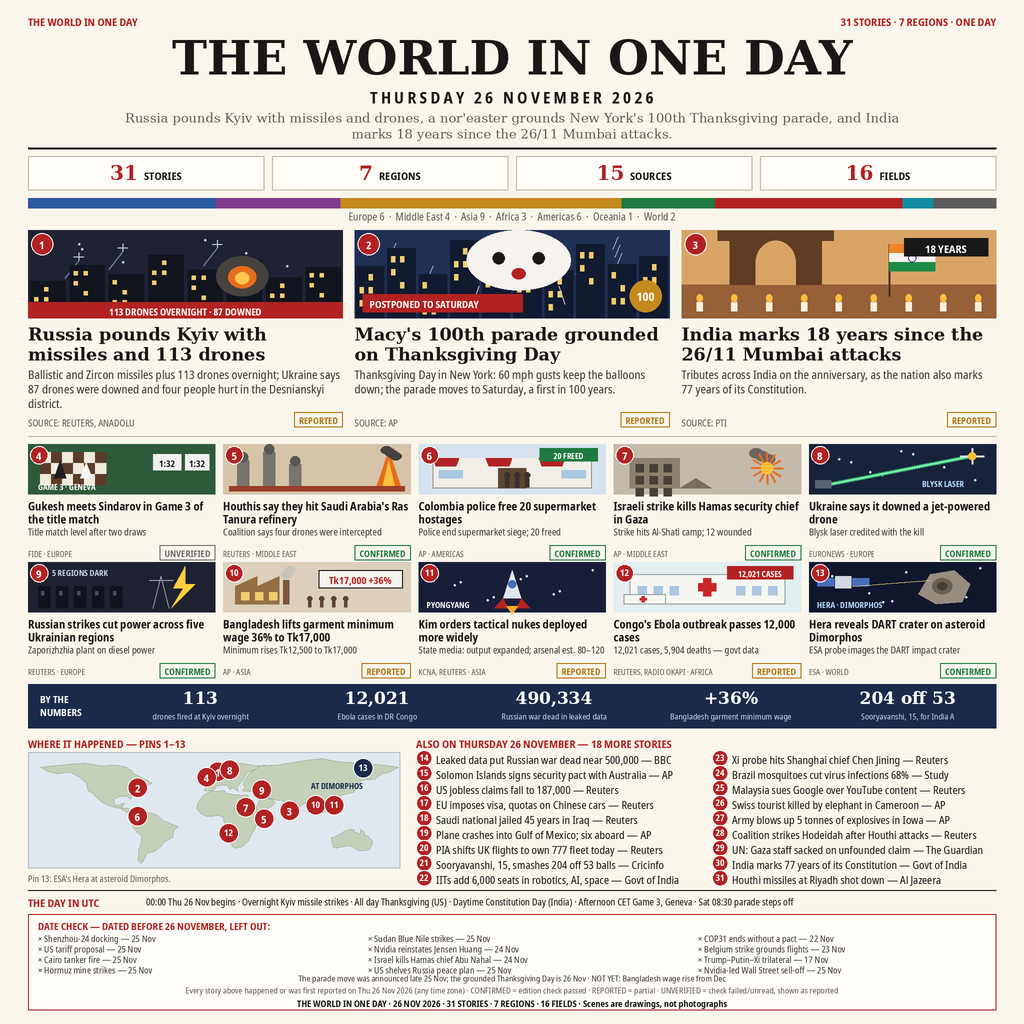 THE WORLD IN ONE DAY
31 STORIES · 7 REGIONS · ONE DAY
THE WORLD IN ONE DAY
THURSDAY 26 NOVEMBER 2026
Russia pounds Kyiv with missiles and drones, a nor'easter grounds New York's 100th Thanksgiving parade, and India
marks 18 years since the 26/11 Mumbai attacks.
31 STORIES
7 REGIONS
15 SOURCES
16 FIELDS
Europe 6 · Middle East 4 · Asia 9 · Africa 3 · Americas 6 · Oceania 1 · World 2
1
113 DRONES OVERNIGHT · 87 DOWNED
Russia pounds Kyiv with
missiles and 113 drones
Ballistic and Zircon missiles plus 113 drones overnight; Ukraine says
87 drones were downed and four people hurt in the Desnianskyi
district.
SOURCE: REUTERS, ANADOLU
REPORTED
2
POSTPONED TO SATURDAY
100
Macy's 100th parade grounded
on Thanksgiving Day
Thanksgiving Day in New York: 60 mph gusts keep the balloons
down; the parade moves to Saturday, a first in 100 years.
SOURCE: AP
REPORTED
3
18 YEARS
India marks 18 years since the
26/11 Mumbai attacks
Tributes across India on the anniversary, as the nation also marks
77 years of its Constitution.
SOURCE: PTI
REPORTED
4
1:32
1:32
GAME 3 · GENEVA
Gukesh meets Sindarov in Game 3 of
the title match
Title match level after two draws
FIDE · EUROPE
UNVERIFIED
5
Houthis say they hit Saudi Arabia's Ras
Tanura refinery
Coalition says four drones were intercepted
REUTERS · MIDDLE EAST
CONFIRMED
6
20 FREED
Colombia police free 20 supermarket
hostages
Police end supermarket siege; 20 freed
AP · AMERICAS
CONFIRMED
7
Israeli strike kills Hamas security chief
in Gaza
Strike hits Al-Shati camp; 12 wounded
AP · MIDDLE EAST
CONFIRMED
8
BLYSK LASER
Ukraine says it downed a jet-powered
drone
Blysk laser credited with the kill
EURONEWS · EUROPE
CONFIRMED
9
5 REGIONS DARK
Russian strikes cut power across five
Ukrainian regions
Zaporizhzhia plant on diesel power
REUTERS · EUROPE
CONFIRMED
10
Tk17,000 +36%
Bangladesh lifts garment minimum
wage 36% to Tk17,000
Minimum rises Tk12,500 to Tk17,000
AP · ASIA
REPORTED
11
PYONGYANG
Kim orders tactical nukes deployed
more widely
State media: output expanded; arsenal est. 80–120
KCNA, REUTERS · ASIA
REPORTED
12
12,021 CASES
Congo's Ebola outbreak passes 12,000
cases
12,021 cases, 5,904 deaths — govt data
REUTERS, RADIO OKAPI · AFRICA
REPORTED
13
HERA · DIMORPHOS
Hera reveals DART crater on asteroid
Dimorphos
ESA probe images the DART impact crater
ESA · WORLD
CONFIRMED
BY THE
NUMBERS
113
drones fired at Kyiv overnight
12,021
Ebola cases in DR Congo
490,334
Russian war dead in leaked data
+36%
Bangladesh garment minimum wage
204 off 53
Sooryavanshi, 15, for India A
WHERE IT HAPPENED — PINS 1–13
1
2
3
4
5
6
7
8
9
10
11
12
13
AT DIMORPHOS
Pin 13: ESA's Hera at asteroid Dimorphos.
ALSO ON THURSDAY 26 NOVEMBER — 18 MORE STORIES
14 Leaked data put Russian war dead near 500,000 — BBC
15 Solomon Islands signs security pact with Australia — AP
16 US jobless claims fall to 187,000 — Reuters
17 EU imposes visa, quotas on Chinese cars — Reuters
18 Saudi national jailed 45 years in Iraq — Reuters
19 Plane crashes into Gulf of Mexico; six aboard — AP
20 PIA shifts UK flights to own 777 fleet today — Reuters
21 Sooryavanshi, 15, smashes 204 off 53 balls — Cricinfo
22 IITs add 6,000 seats in robotics, AI, space — Govt of India
23 Xi probe hits Shanghai chief Chen Jining — Reuters
24 Brazil mosquitoes cut virus infections 68% — Study
25 Malaysia sues Google over YouTube content — Reuters
26 Swiss tourist killed by elephant in Cameroon — AP
27 Army blows up 5 tonnes of explosives in Iowa — AP
28 Coalition strikes Hodeidah after Houthi attacks — Reuters
29 UN: Gaza staff sacked on unfounded claim — The Guardian
30 India marks 77 years of its Constitution — Govt of India
31 Houthi missiles at Riyadh shot down — Al Jazeera
THE DAY IN UTC
00:00 Thu 26 Nov begins · Overnight Kyiv missile strikes · All day Thanksgiving (US) · Daytime Constitution Day (India) · Afternoon CET Game 3, Geneva · Sat 08:30 parade steps off
DATE CHECK — DATED BEFORE 26 NOVEMBER, LEFT OUT:
× Shenzhou-24 docking — 25 Nov
× US tariff proposal — 25 Nov
× Cairo tanker fire — 25 Nov
× Hormuz mine strikes — 25 Nov
× Sudan Blue Nile strikes — 25 Nov
× Nvidia reinstates Jensen Huang — 24 Nov
× Israel kills Hamas chief Abu Nahal — 24 Nov
× US shelves Russia peace plan — 25 Nov
× COP31 ends without a pact — 22 Nov
× Belgium strike grounds flights — 23 Nov
× Trump–Putin–Xi trilateral — 17 Nov
× Nvidia-led Wall Street sell-off — 25 Nov
The parade move was announced late 25 Nov; the grounded Thanksgiving Day is 26 Nov · NOT YET: Bangladesh wage rise from Dec
Every story above happened or was first reported on Thu 26 Nov 2026 (any time zone) · CONFIRMED = edition check passed · REPORTED = partial · UNVERIFIED = check failed/unread, shown as reported
THE WORLD IN ONE DAY · 26 NOV 2026 · 31 STORIES · 7 REGIONS · 16 FIELDS · Scenes are drawings, not photographs